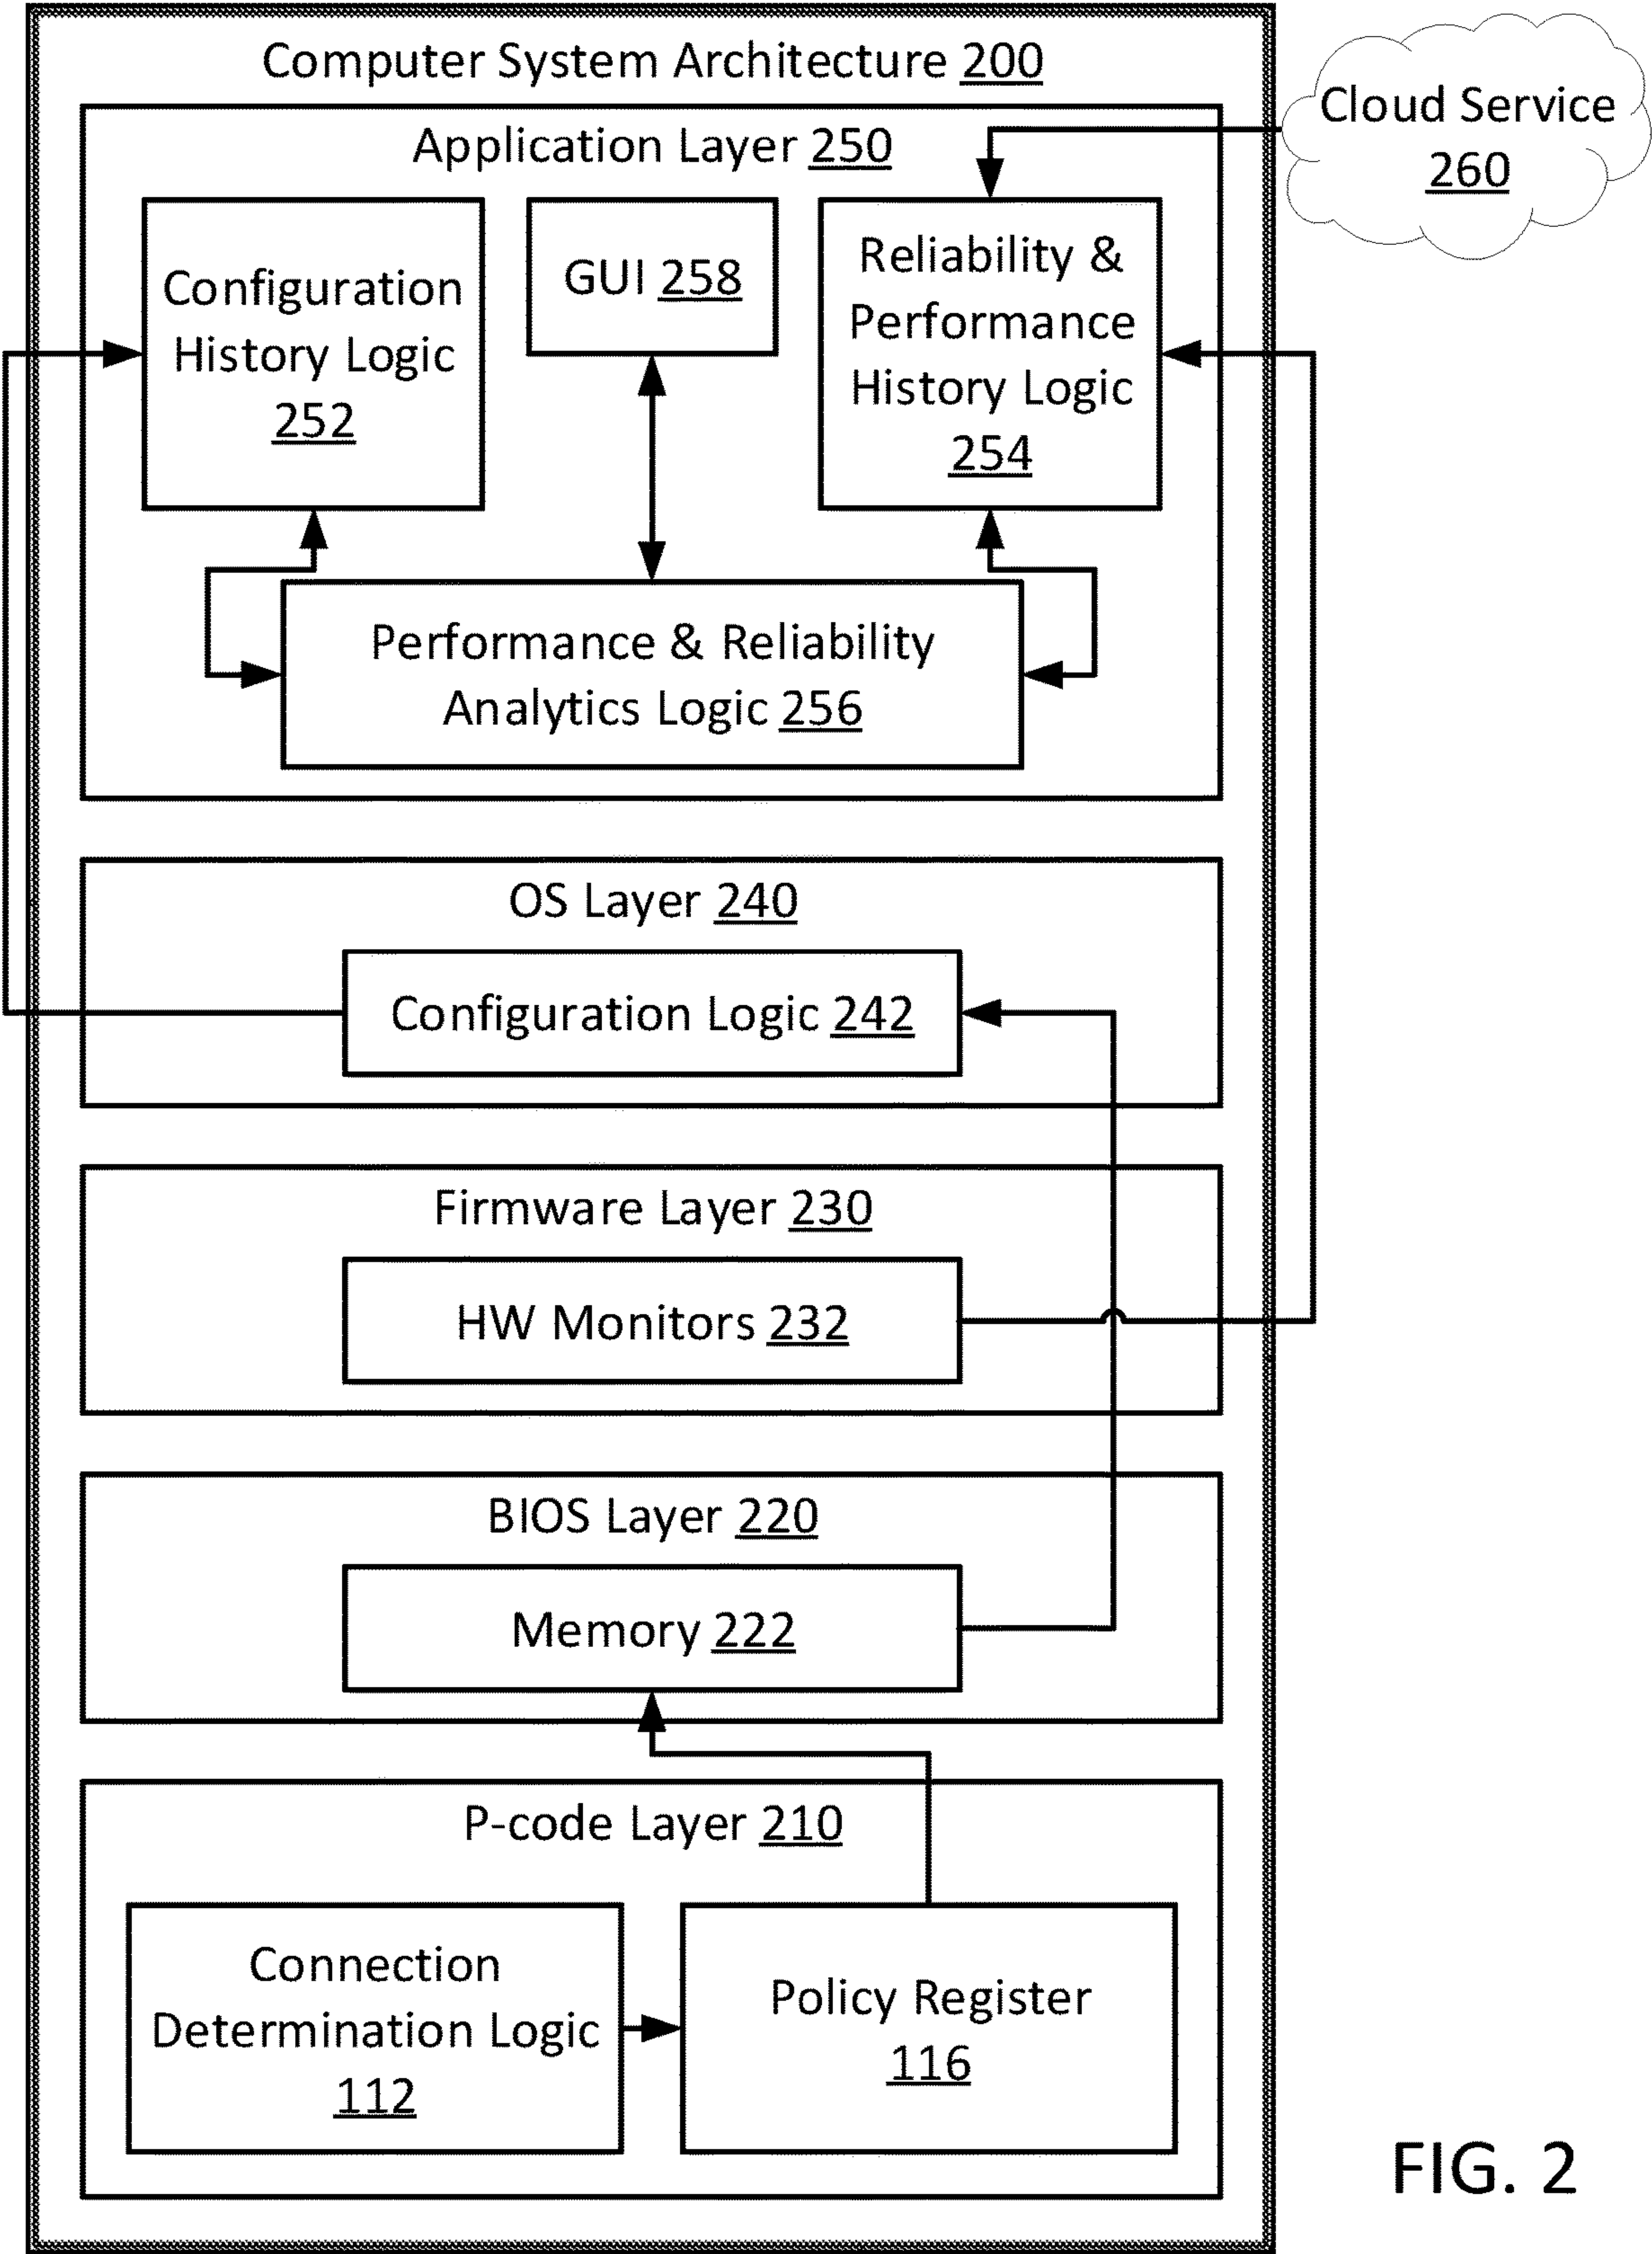 Computer System Architecture 200
Cloud Service
260
Application Layer 250
Configuration
History Logic
252
GUI 258
Reliability &
Performance
History Logic
254
Performance & Reliability
Analytics Logic 256
OS Layer 240
Configuration Logic 242
Firmware Layer 230
HW Monitors 232
BIOS Layer 220
Memory 222
P-code Layer 210
Connection
Determination Logic
112
Policy Register
116
FIG. 2